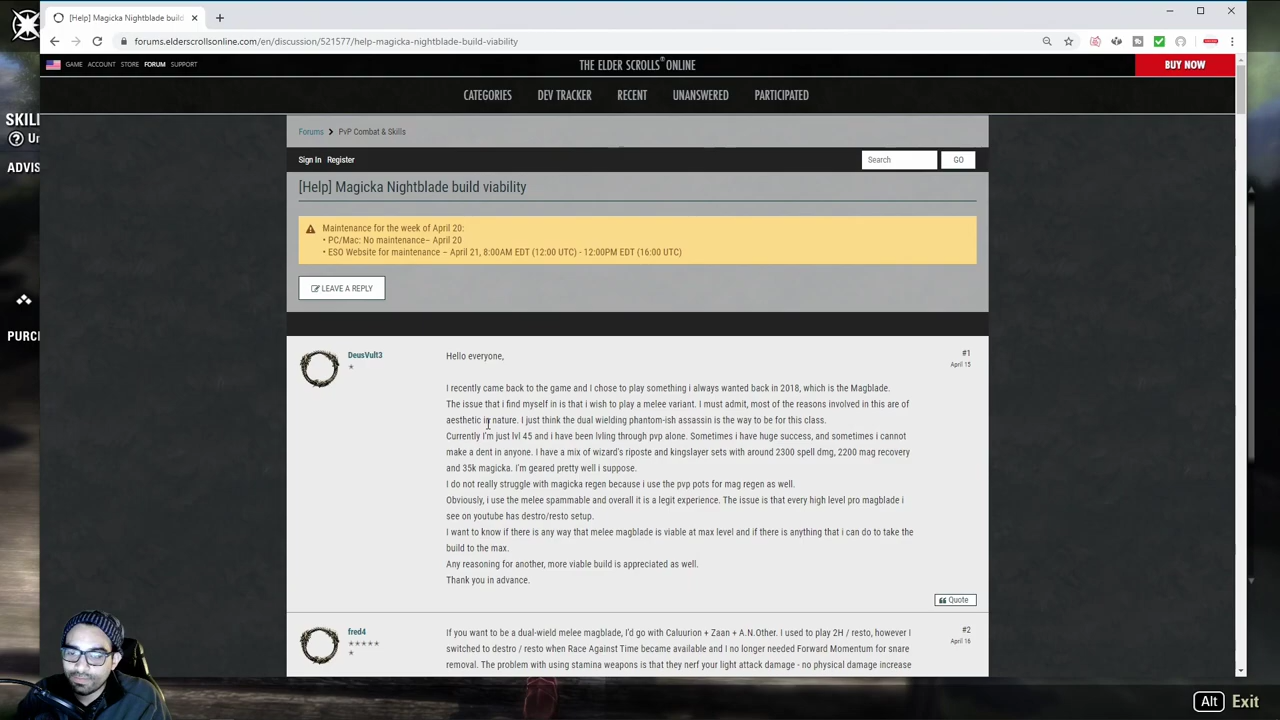 [Help] Magicka Nightblade build
forums.elderscrollsonline.com/en/discussion/521577/help-magicka-nightblade-build-viability
GAME ACCOUNT STORE FORUM SUPPORT
THE ELDER SCROLLS ONLINE
BUY NOW
CATEGORIES DEV TRACKER RECENT UNANSWERED PARTICIPATED
SKILL
Un
ADVIS
PURC
Forums PvP Combat & Skills
Sign In Register
Search GO
[Help] Magicka Nightblade build viability
Maintenance for the week of April 20:
• PC/Mac: No maintenance– April 20
• ESO Website for maintenance – April 21, 8:00AM EDT (12:00 UTC) - 12:00PM EDT (16:00 UTC)
LEAVE A REPLY
DeusVult3
#1
April 15
Hello everyone,
I recently came back to the game and I chose to play something i always wanted back in 2018, which is the Magblade.
The issue that i find myself in is that i wish to play a melee variant. I must admit, most of the reasons involved in this are of
aesthetic in nature. I just think the dual wielding phantom-ish assassin is the way to be for this class.
Currently I'm just lvl 45 and i have been lvling through pvp alone. Sometimes i have huge success, and sometimes i cannot
make a dent in anyone. I have a mix of wizard's riposte and kingslayer sets with around 2300 spell dmg, 2200 mag recovery
and 35k magicka. I'm geared pretty well i suppose.
I do not really struggle with magicka regen because i use the pvp pots for mag regen as well.
Obviously, i use the melee spammable and overall it is a legit experience. The issue is that every high level pro magblade i
see on youtube has destro/resto setup.
I want to know if there is any way that melee magblade is viable at max level and if there is anything that i can do to take the
build to the max.
Any reasoning for another, more viable build is appreciated as well.
Thank you in advance.
Quote
fred4
#2
April 16
If you want to be a dual-wield melee magblade, I'd go with Caluurion + Zaan + A.N.Other. I used to play 2H / resto, however I
switched to destro / resto when Race Against Time became available and I no longer needed Forward Momentum for snare
removal. The problem with using stamina weapons is that they nerf your light attack damage - no physical damage increase
Alt Exit